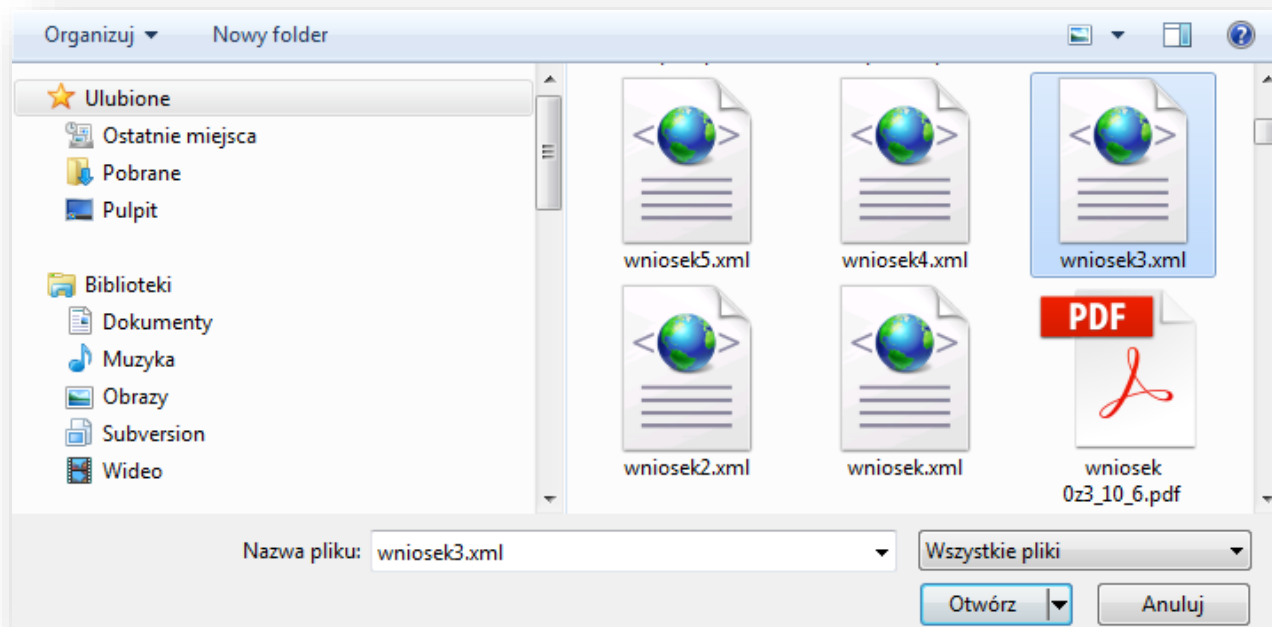 Organizuj Nowy folder
Ulubione
Ostatnie miejsca
Pobrane
Pulpit
Biblioteki
Dokumenty
Muzyka
Obrazy
Subversion
Wideo
wniosek5.xml wniosek4.xml wniosek3.xml
PDF
wniosek2.xml wniosek.xml wniosek
0z3_10_6.pdf
Nazwa pliku: wniosek3.xml Wszystkie pliki
Otwórz Anuluj